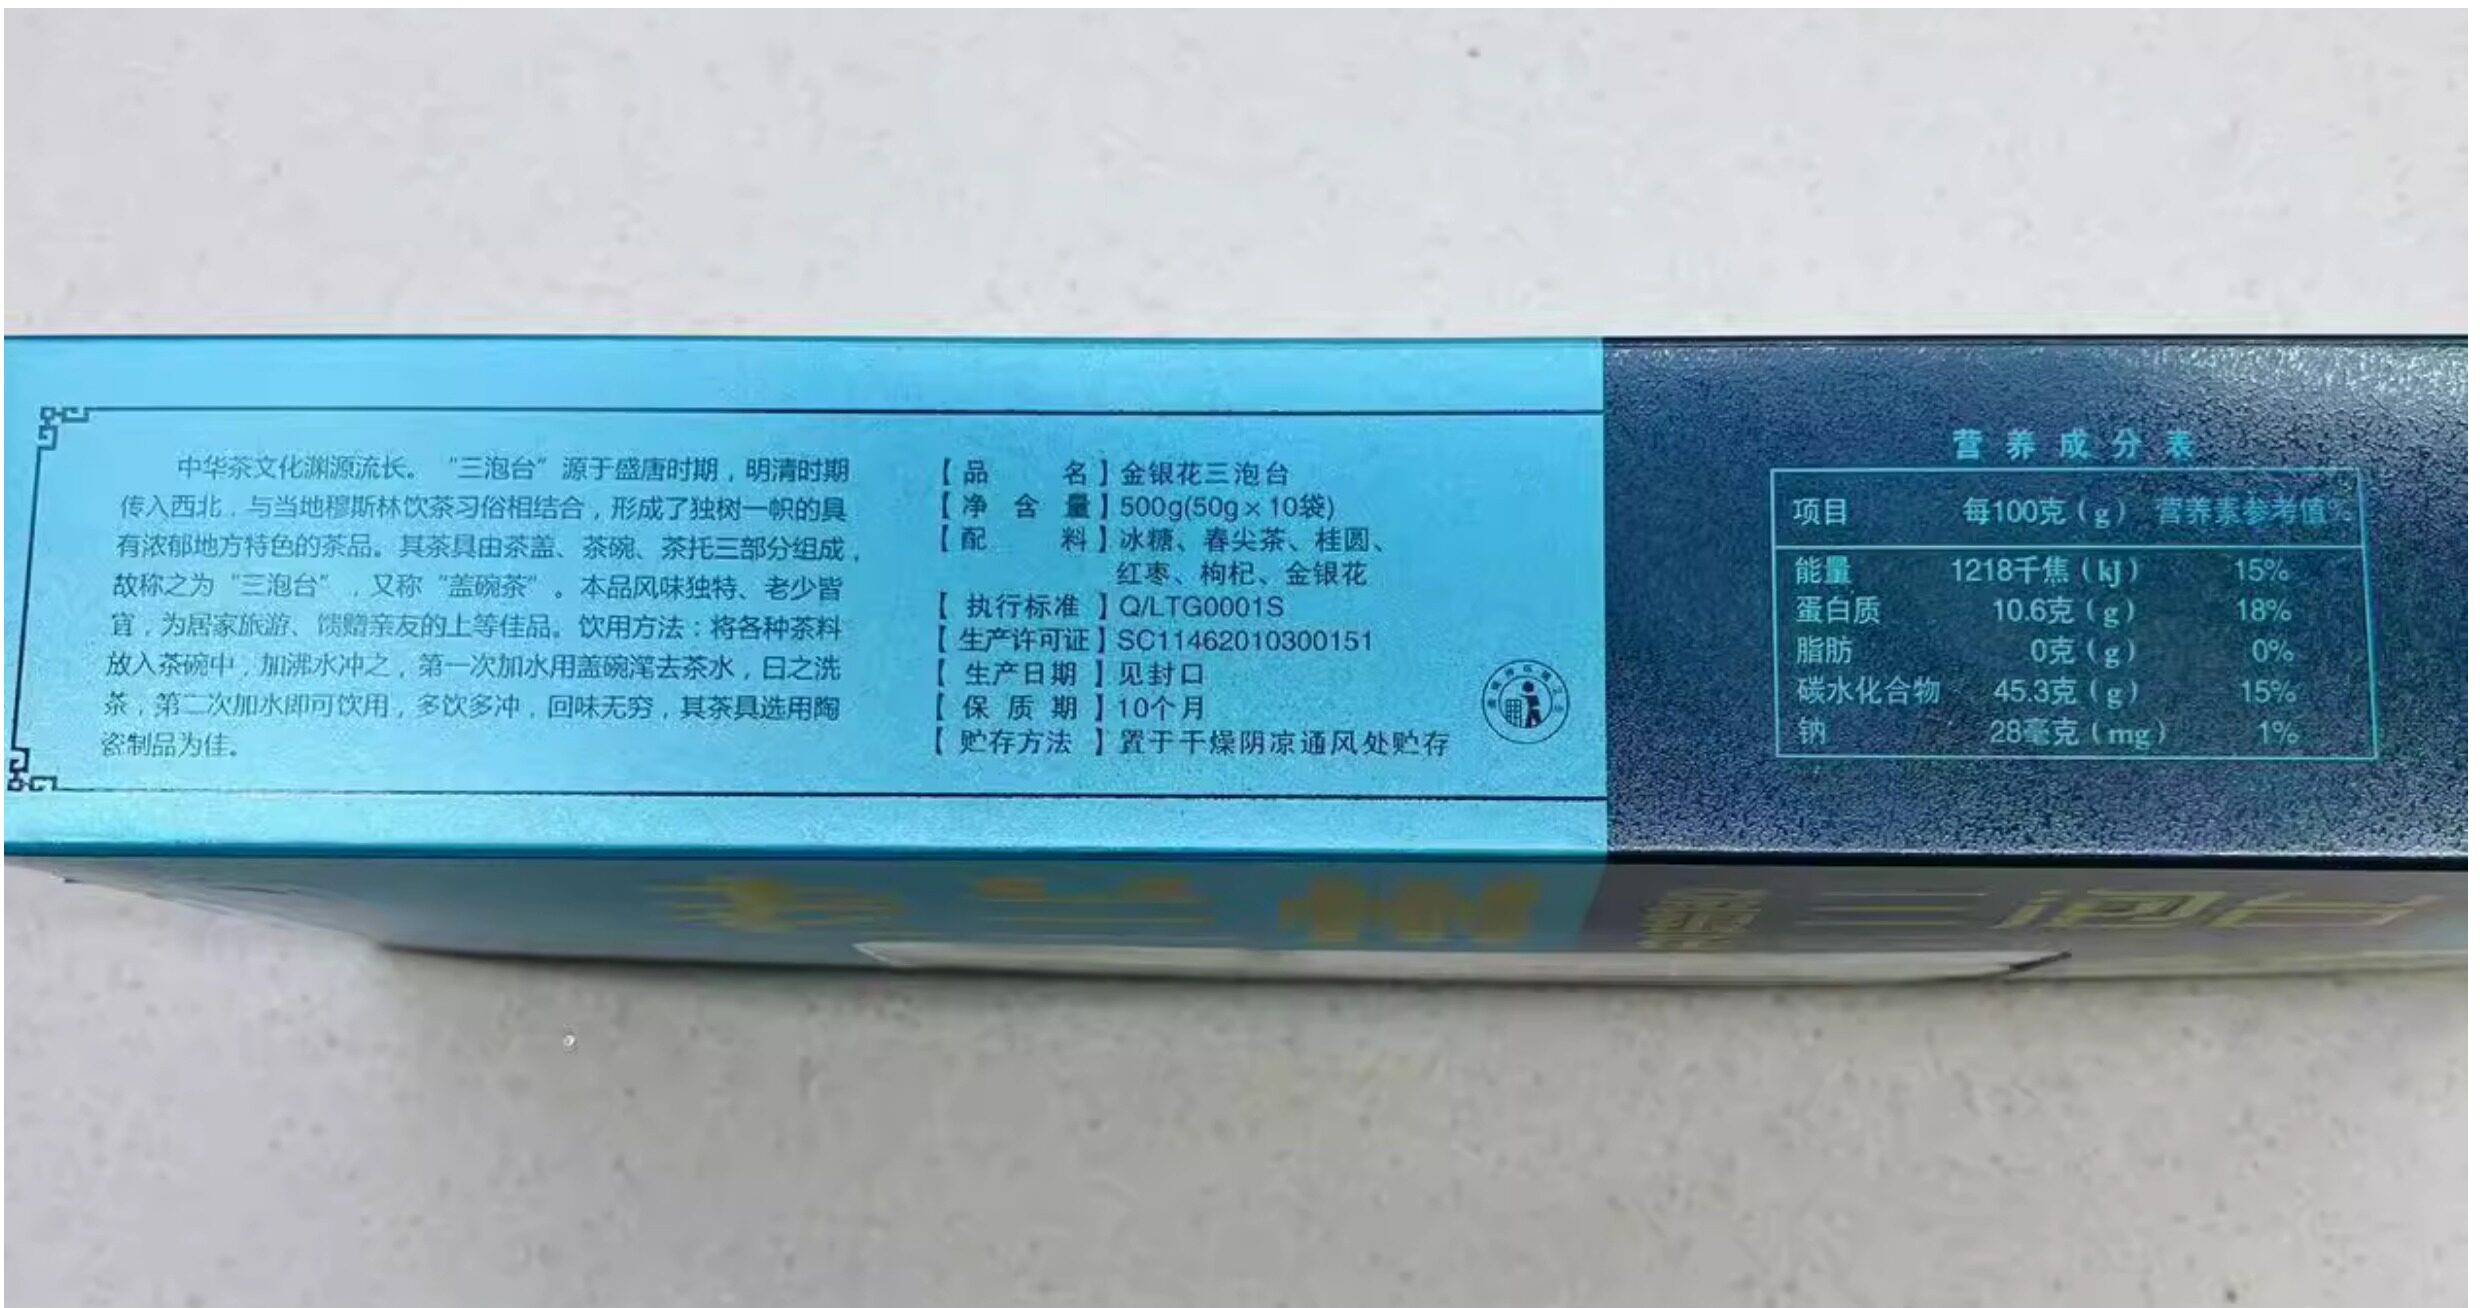 中华茶文化渊源流长。“三泡台”源于盛唐时期，明清时期
传入西北，与当地穆斯林饮茶习俗相结合，形成了独树一帜的具
有浓郁地方特色的茶品。其茶具由茶盖、茶碗、茶托三部分组成，
故称之为“三泡台”，又称“盖碗茶”。本品风味独特、老少皆
宜，为居家旅游、馈赠亲友的上等佳品。饮用方法：将各种茶料
放入茶碗中，加沸水冲之，第一次加水用盖碗滗去茶水，曰之洗
茶，第二次加水即可饮用，多饮多冲，回味无穷，其茶具选用陶
瓷制品为佳。
【品名】金银花三泡台
【净含量】500g(50g×10袋)
【配料】冰糖、春尖茶、桂圆、
红枣、枸杞、金银花
【执行标准】Q/LTG0001S
【生产许可证】SC11462010300151
【生产日期】见封口
【保质期】10个月
【贮存方法】置于干燥阴凉通风处贮存
营养成分表
项目 每100克（g） 营养素参考值%
能量 1218千焦（kJ） 15%
蛋白质 10.6克（g） 18%
脂肪 0克（g） 0%
碳水化合物 45.3克（g） 15%
钠 28毫克（mg） 1%
三泡台